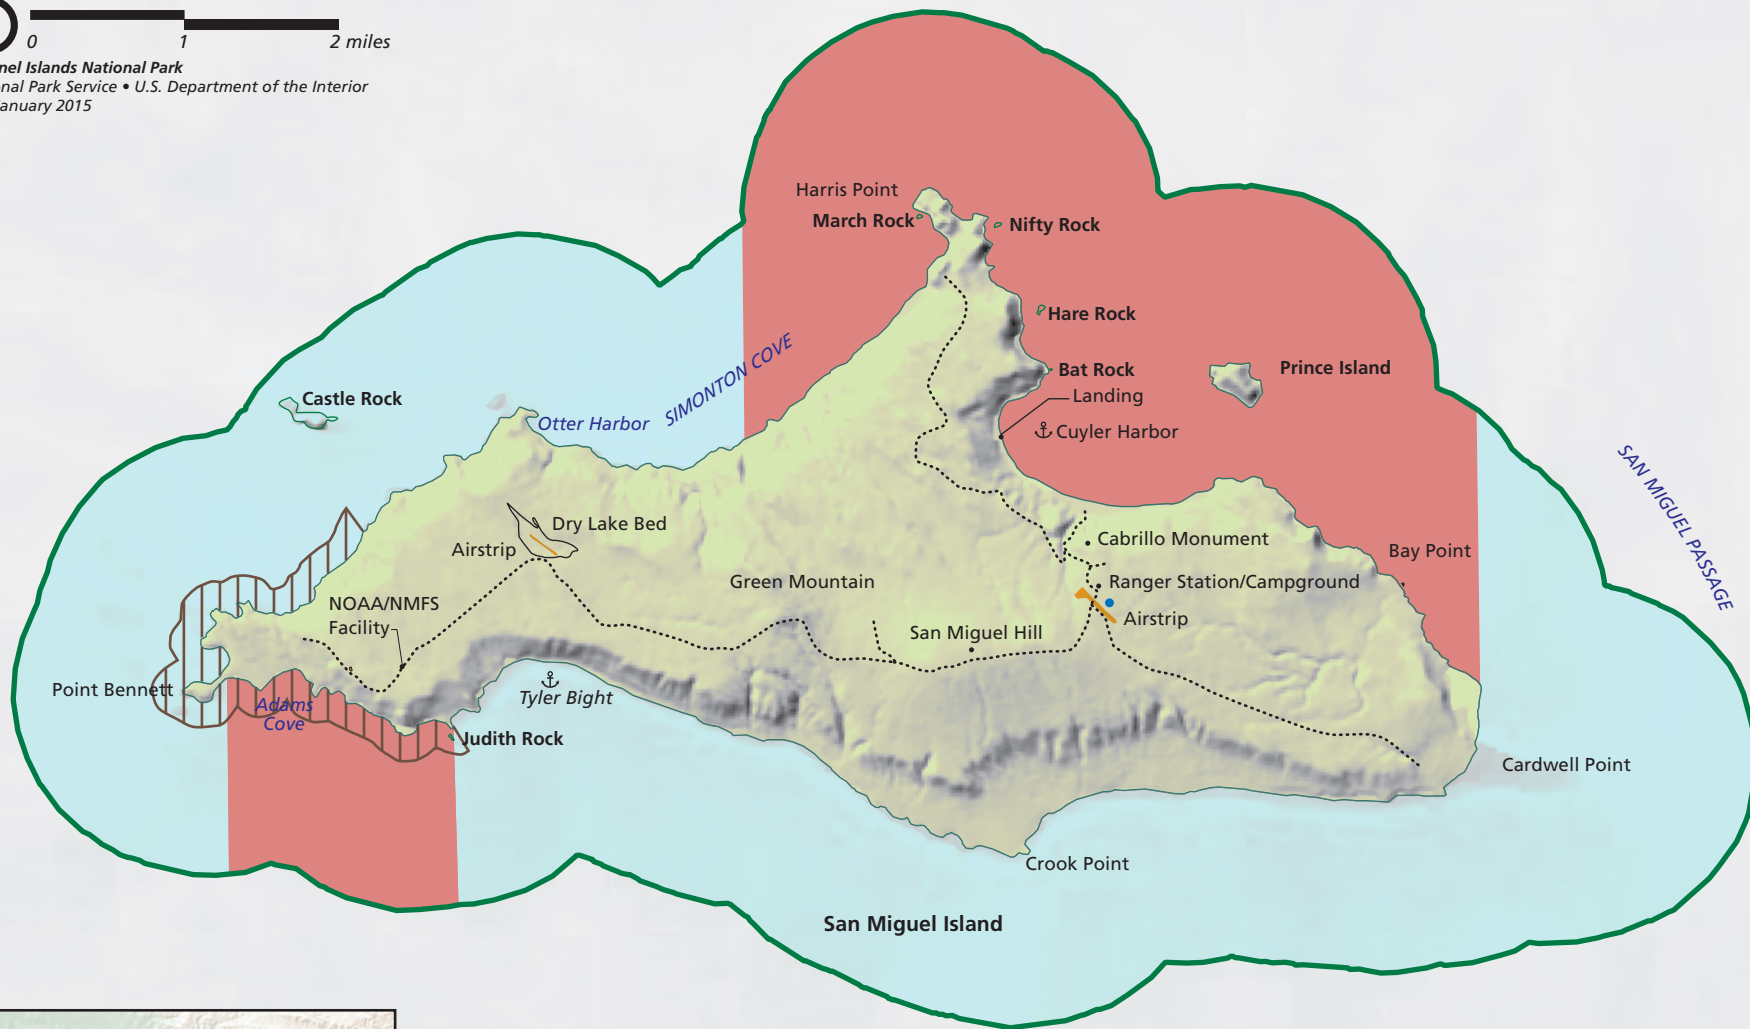 0 1 2 miles
nel Islands National Park
nal Park Service • U.S. Department of the Interior
anuary 2015
Harris Point
March Rock
Nifty Rock
Hare Rock
Bat Rock
Prince Island
Landing
Cuyler Harbor
Castle Rock
Otter Harbor
SIMONTON COVE
SAN MIGUEL PASSAGE
Dry Lake Bed
Airstrip
Cabrillo Monument
Bay Point
Green Mountain
Ranger Station/Campground
NOAA/NMFS
Facility
Airstrip
San Miguel Hill
Point Bennett
Tyler Bight
Adams
Cove
Judith Rock
Cardwell Point
Crook Point
San Miguel Island